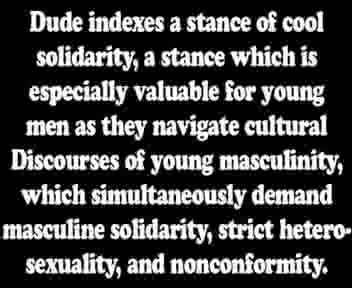 Dude indexes a stance of cool
solidarity, a stance which is
especially valuable for young
men as they navigate cultural
Discourses of young masculinity,
which simultaneously demand
masculine solidarity, strict hetero-
sexuality, and nonconformity.